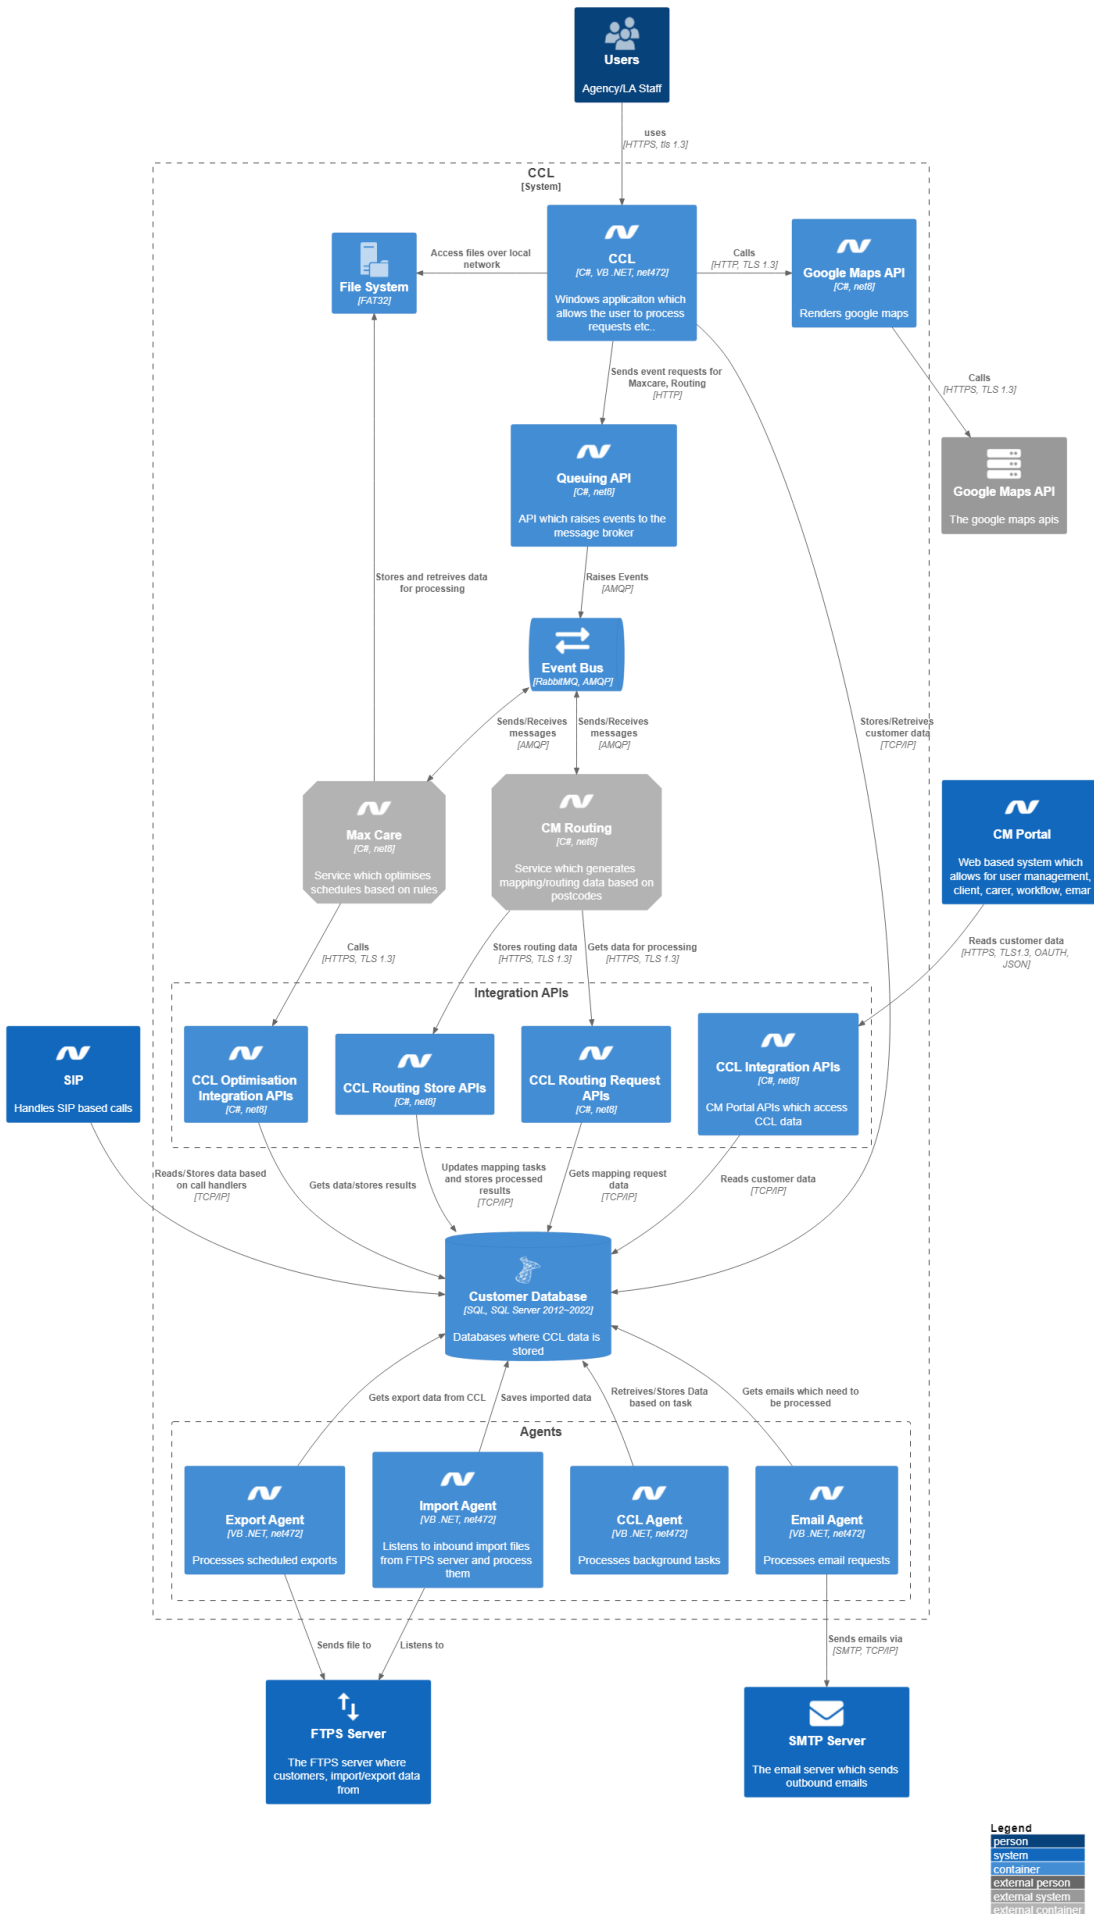 Users
Agency/LA Staff
uses
[HTTPS, tls 1.3]
CCL
[System]
CCL
[C#, VB .NET, net472]
Windows applicaiton which
allows the user to process
requests etc..
File System
[FAT32]
Access files over local
network
Calls
[HTTP, TLS 1.3]
Google Maps API
[C#, net8]
Renders google maps
Sends event requests for
Maxcare, Routing
[HTTP]
Calls
[HTTPS, TLS 1.3]
Queuing API
[C#, net8]
API which raises events to the
message broker
Google Maps API
The google maps apis
Stores and retreives data
for processing
Raises Events
[AMQP]
Event Bus
[RabbitMQ, AMQP]
Sends/Receives
messages
[AMQP]
Sends/Receives
messages
[AMQP]
Stores/Retreives
customer data
[TCP/IP]
Max Care
[C#, net8]
Service which optimises
schedules based on rules
CM Routing
[C#, net8]
Service which generates
mapping/routing data based on
postcodes
CM Portal
Web based system which
allows for user management,
client, carer, workflow, emar
Calls
[HTTPS, TLS 1.3]
Stores routing data
[HTTPS, TLS 1.3]
Gets data for processing
[HTTPS, TLS 1.3]
Reads customer data
[HTTPS, TLS1.3, OAUTH,
JSON]
Integration APIs
SIP
Handles SIP based calls
CCL Optimisation
Integration APIs
[C#, net8]
CCL Routing Store APIs
[C#, net8]
CCL Routing Request
APIs
[C#, net8]
CCL Integration APIs
[C#, net8]
CM Portal APIs which access
CCL data
Reads/Stores data based
on call handlers
[TCP/IP]
Gets data/stores results
Updates mapping tasks
and stores processed
results
[TCP/IP]
Gets mapping request
data
[TCP/IP]
Reads customer data
[TCP/IP]
Customer Database
[SQL, SQL Server 2012~2022]
Databases where CCL data is
stored
Gets export data from CCL
Saves imported data
Retreives/Stores Data
based on task
Gets emails which need to
be processed
Agents
Export Agent
[VB .NET, net472]
Processes scheduled exports
Import Agent
[VB .NET, net472]
Listens to inbound import files
from FTPS server and process
them
CCL Agent
[VB .NET, net472]
Processes background tasks
Email Agent
[VB .NET, net472]
Processes email requests
Sends file to
Listens to
Sends emails via
[SMTP, TCP/IP]
FTPS Server
The FTPS server where
customers, import/export data
from
SMTP Server
The email server which sends
outbound emails
Legend
person
system
container
external person
external system
external container